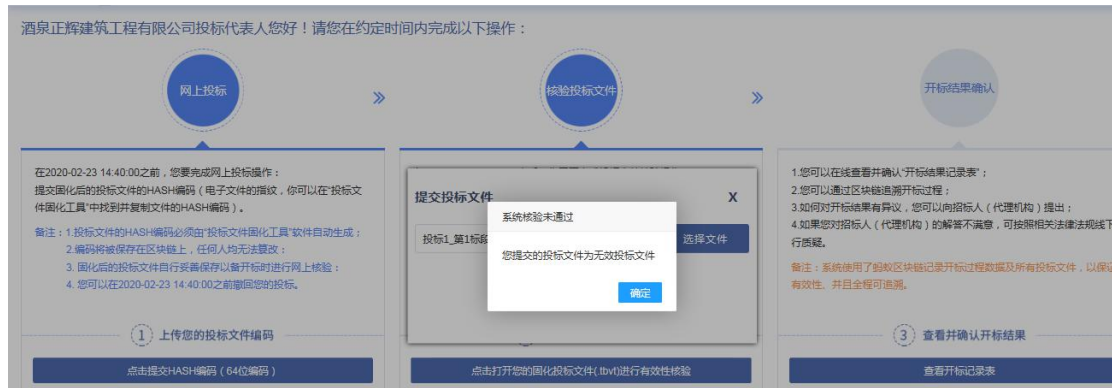 酒泉正辉建筑工程有限公司投标代表人您好！请您在约定时间内完成以下操作：
网上投标
核验投标文件
开标结果确认
在2020-02-23 14:40:00之前，您要完成网上投标操作：
提交固化后的投标文件的HASH编码（电子文件的指纹，你可以在“投标文
件固化工具”中找到并复制文件的HASH编码）。
备注：1.投标文件的HASH编码必须由“投标文件固化工具”软件自动生成；
2.编码将被保存在区块链上，任何人均无法篡改；
3. 固化后的投标文件自行妥善保存以备开标时进行网上核验；
4. 您可以在2020-02-23 14:40:00之前撤回您的投标。
1 上传您的投标文件编码
点击提交HASH编码（64位编码）
提交投标文件
X
投标1_第1标段
选择文件
系统核验未通过
您提交的投标文件为无效投标文件
确定
点击打开您的固化投标文件(.tbvt)进行有效性核验
1.您可以在线查看并确认“开标结果记录表”；
2.您可以通过区块链追溯开标过程；
3.如何对开标结果有异议，您可以向招标人（代理机构）提出；
4.如果您对招标人（代理机构）的解答不满意，可按照相关法律法规线下
行质疑。
备注：系统使用了蚂蚁区块链记录开标过程数据及所有投标文件，以保证
有效性，并且全程可追溯。
3 查看并确认开标结果
查看开标记录表